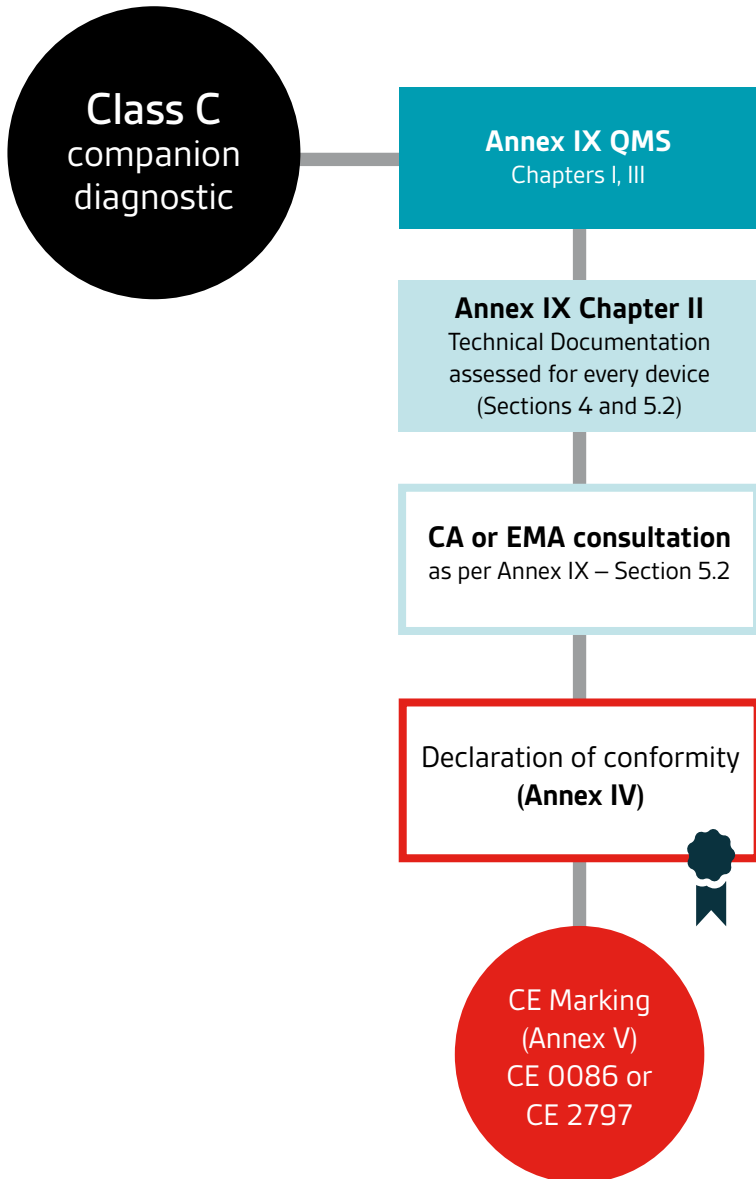 Class C
companion
diagnostic
Annex IX QMS
Chapters I, III
Annex IX Chapter II
Technical Documentation
assessed for every device
(Sections 4 and 5.2)
CA or EMA consultation
as per Annex IX – Section 5.2
Declaration of conformity
(Annex IV)
CE Marking
(Annex V)
CE 0086 or
CE 2797